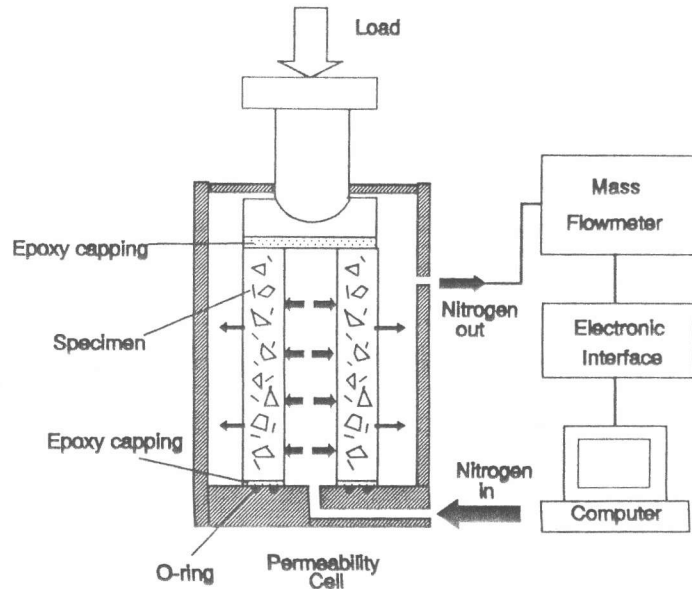 Load
Mass
Flowmeter
Epoxy capping
Nitrogen
out
Specimen
Electronic
Interface
Epoxy capping
Nitrogen
in
Computer
O-ring
Permeability
Cell